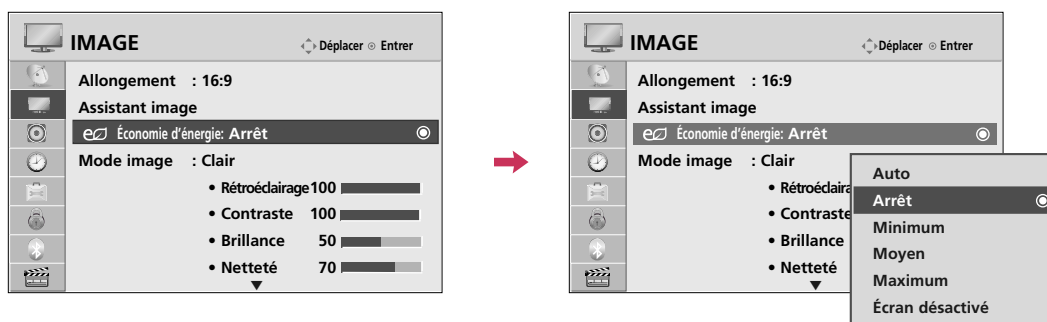 IMAGE
Déplacer Entrer
Allongement : 16:9
Assistant image
Économie d'énergie: Arrêt
Mode image : Clair
• Rétroéclairage 100
• Contraste 100
• Brillance 50
• Netteté 70
IMAGE
Déplacer Entrer
Allongement : 16:9
Assistant image
Économie d'énergie: Arrêt
Mode image : Clair
• Rétroéclaira
• Contraste
• Brillance
• Netteté
Auto
Arrêt
Minimum
Moyen
Maximum
Écran désactivé